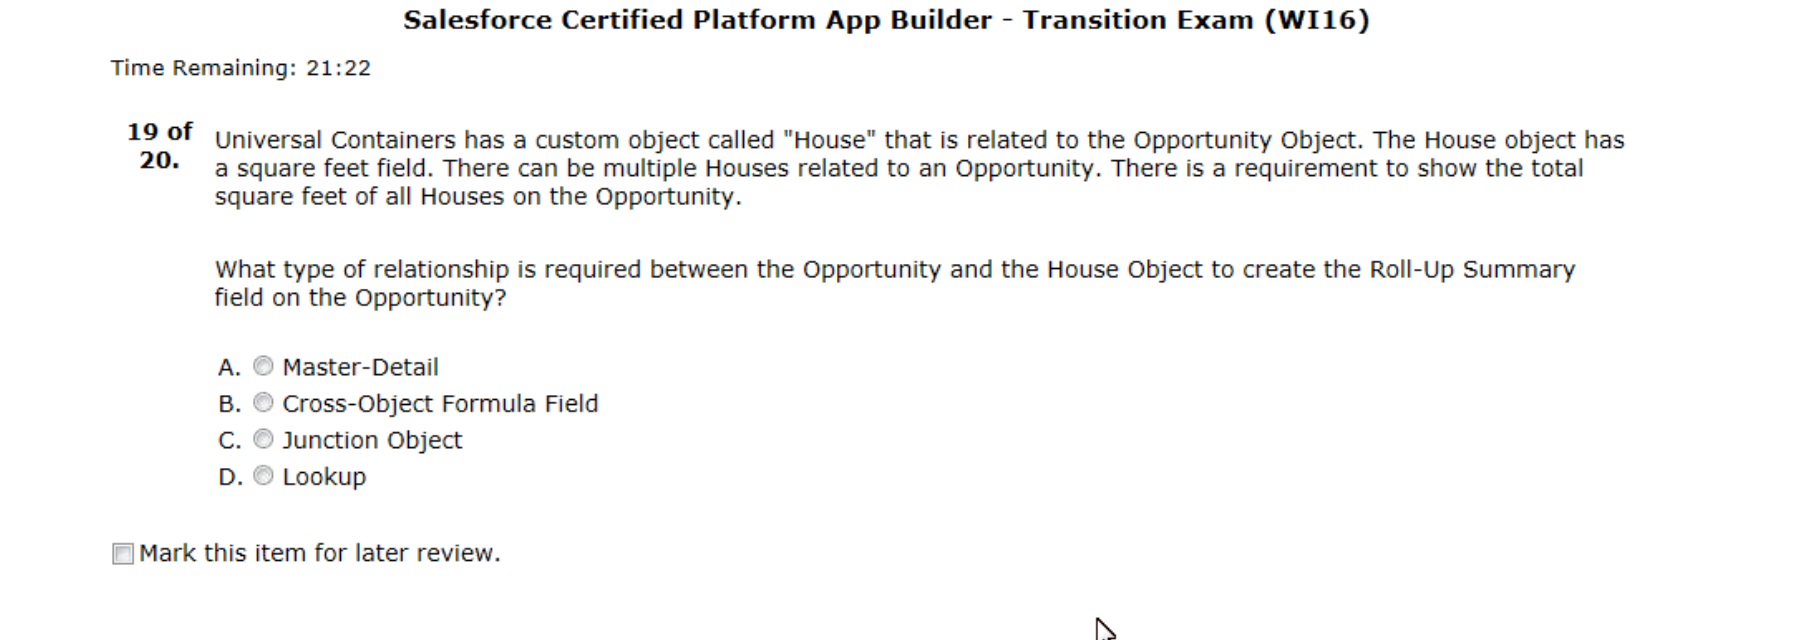 Salesforce Certified Platform App Builder - Transition Exam (WI16)
Time Remaining: 21:22
19 of
20.
Universal Containers has a custom object called "House" that is related to the Opportunity Object. The House object has
a square feet field. There can be multiple Houses related to an Opportunity. There is a requirement to show the total
square feet of all Houses on the Opportunity.
What type of relationship is required between the Opportunity and the House Object to create the Roll-Up Summary
field on the Opportunity?
A. Master-Detail
B. Cross-Object Formula Field
C. Junction Object
D. Lookup
Mark this item for later review.